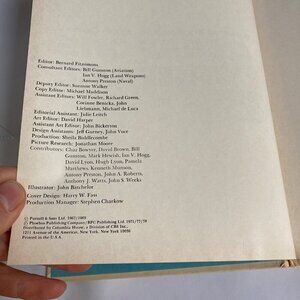 Editor: Bernard Fitzsimons
Consultant Editors: Bill Gunston (Aviation)
Ian V. Hogg (Land Weapons)
Antony Preston (Naval)
Deputy Editor: Suzanne Walker
Copy Editor: Michael Maddison
Assistant Editors: Will Fowler, Richard Green,
Corinne Benicka, John
Liebmann, Michael de Luca
Editorial Assistant: Julie Leitch
Art Editor: David Harper
Assistant Art Editor: John Bickerton
Design Assistants: Jeff Gurney, John Vuce
Production: Sheila Biddlecombe
Picture Research: Jonathan Moore
Contributors: Chaz Bowyer, David Brown, Bill
Gunston, Mark Hewish, Ian V. Hogg,
David Lyon, Hugh Lyon, Pamela
Matthews, Kenneth Munson,
Antony Preston, John A. Roberts,
Anthony J. Watts, John S. Weeks
Illustrator: John Batchelor
Cover Design: Harry W. Fass
Production Manager: Stephen Charkow
© Purnell & Sons Ltd. 1967/1969
© Phoebus Publishing Company/BPC Publishing 1971/77/79
Distributed by Columbia House, a Division of CBS Inc.,
1211 Avenue of the Americas, New York, New York 10036
Printed in the U.S.A.